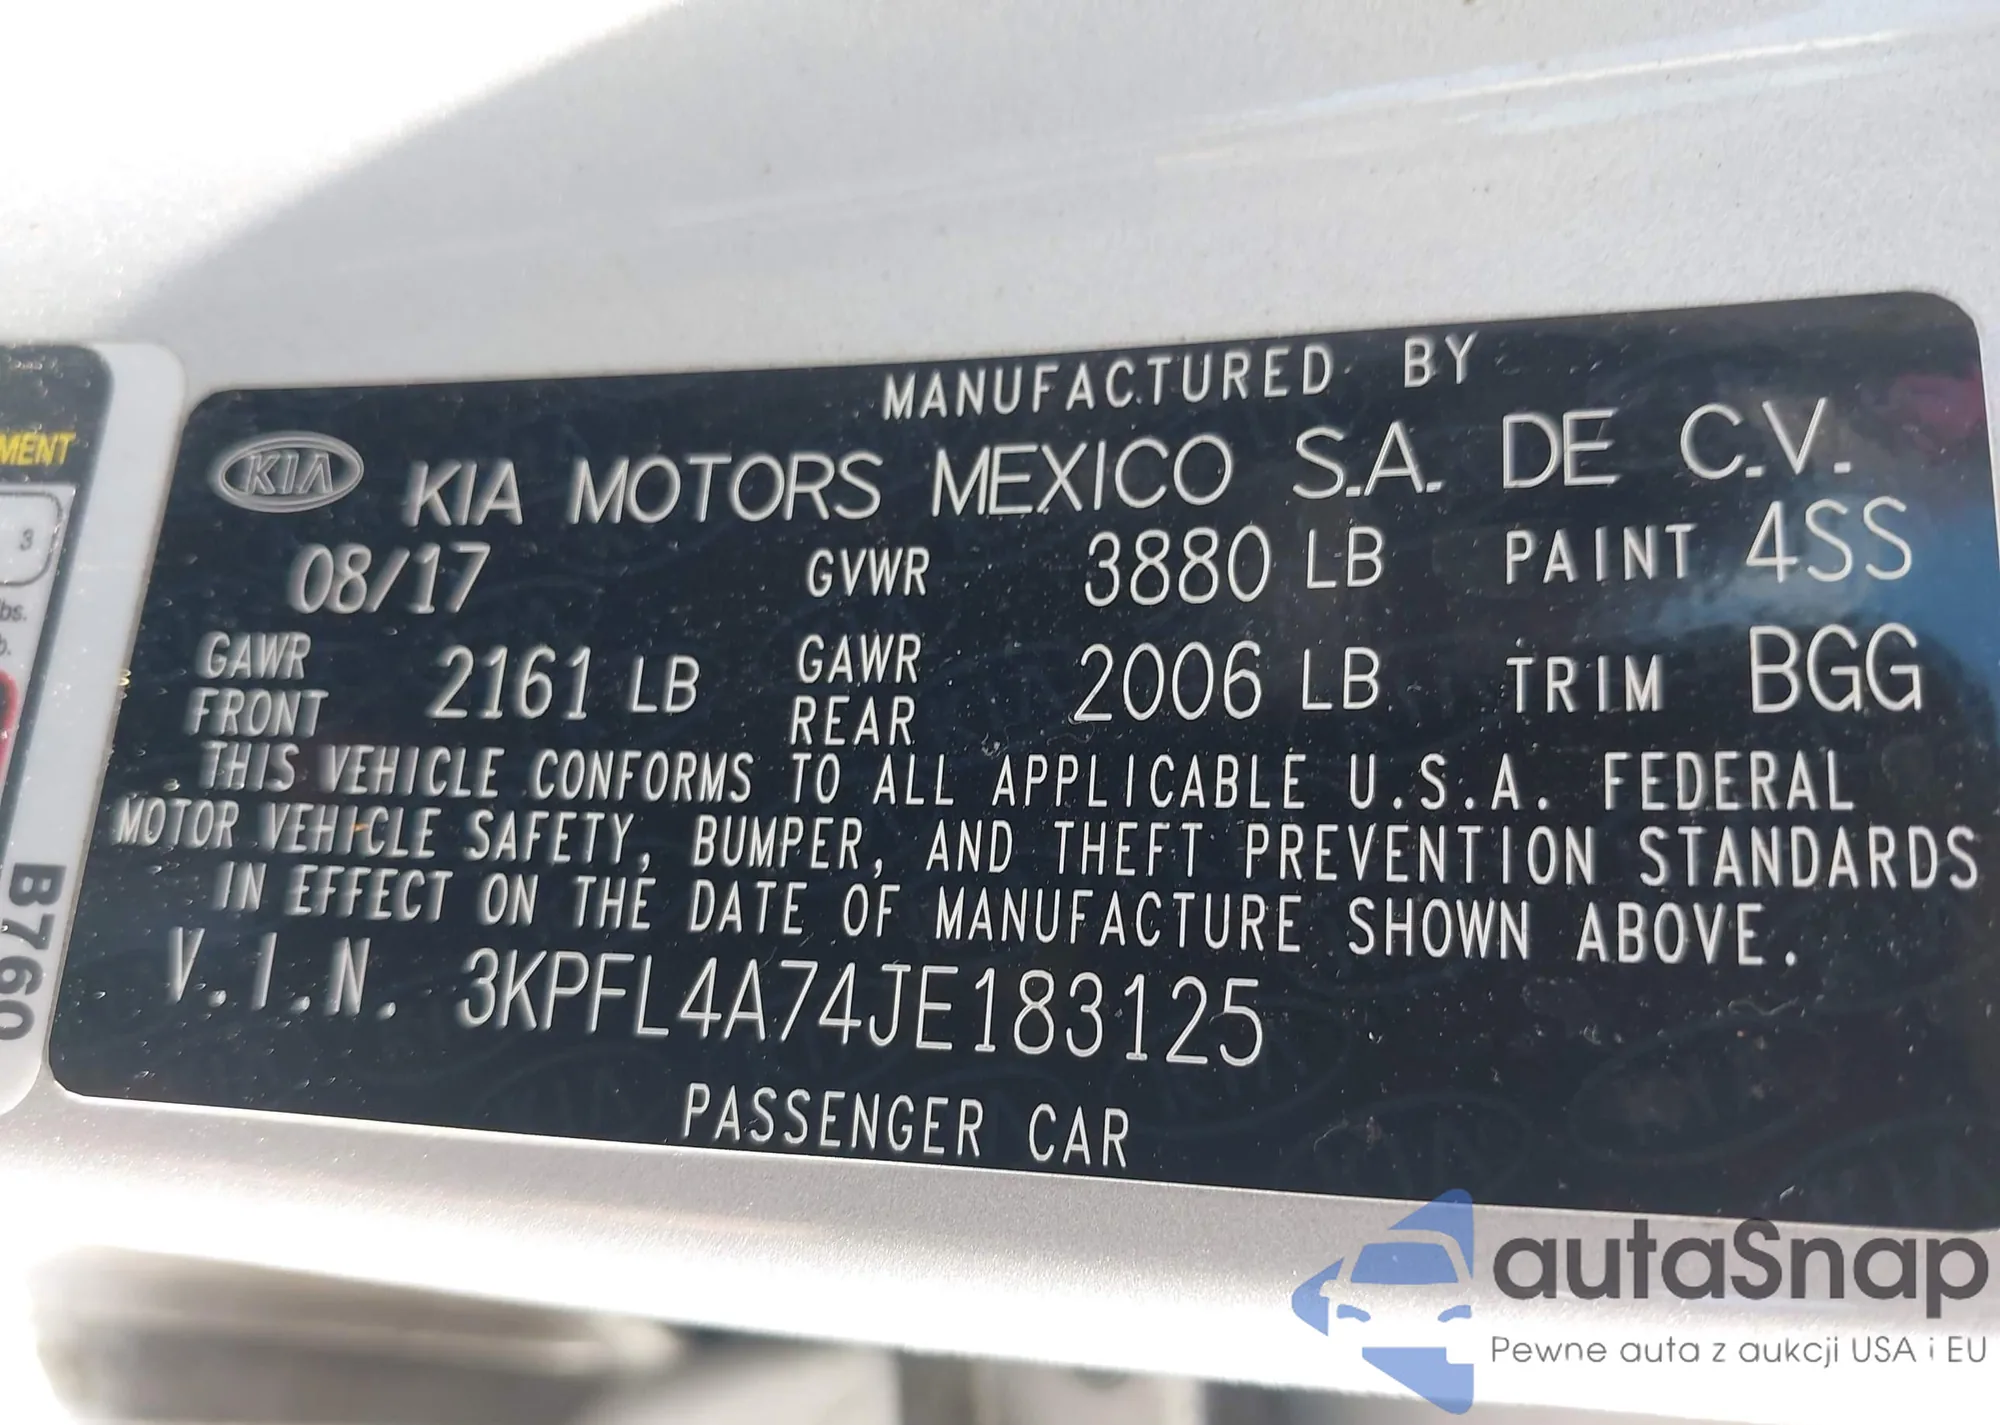 MENT
3
lbs.
b.
B760
MANUFACTURED BY
KIA KIA MOTORS MEXICO S.A. DE C.V.
08/17 GVWR 3880 LB PAINT 4SS
GAWR FRONT 2161 LB GAWR REAR 2006 LB TRIM BGG
THIS VEHICLE CONFORMS TO ALL APPLICABLE U.S.A. FEDERAL
MOTOR VEHICLE SAFETY, BUMPER, AND THEFT PREVENTION STANDARDS
IN EFFECT ON THE DATE OF MANUFACTURE SHOWN ABOVE.
V.I.N. 3KPFL4A74JE183125
PASSENGER CAR
autaSnap
Pewne auta z aukcji USA i EU